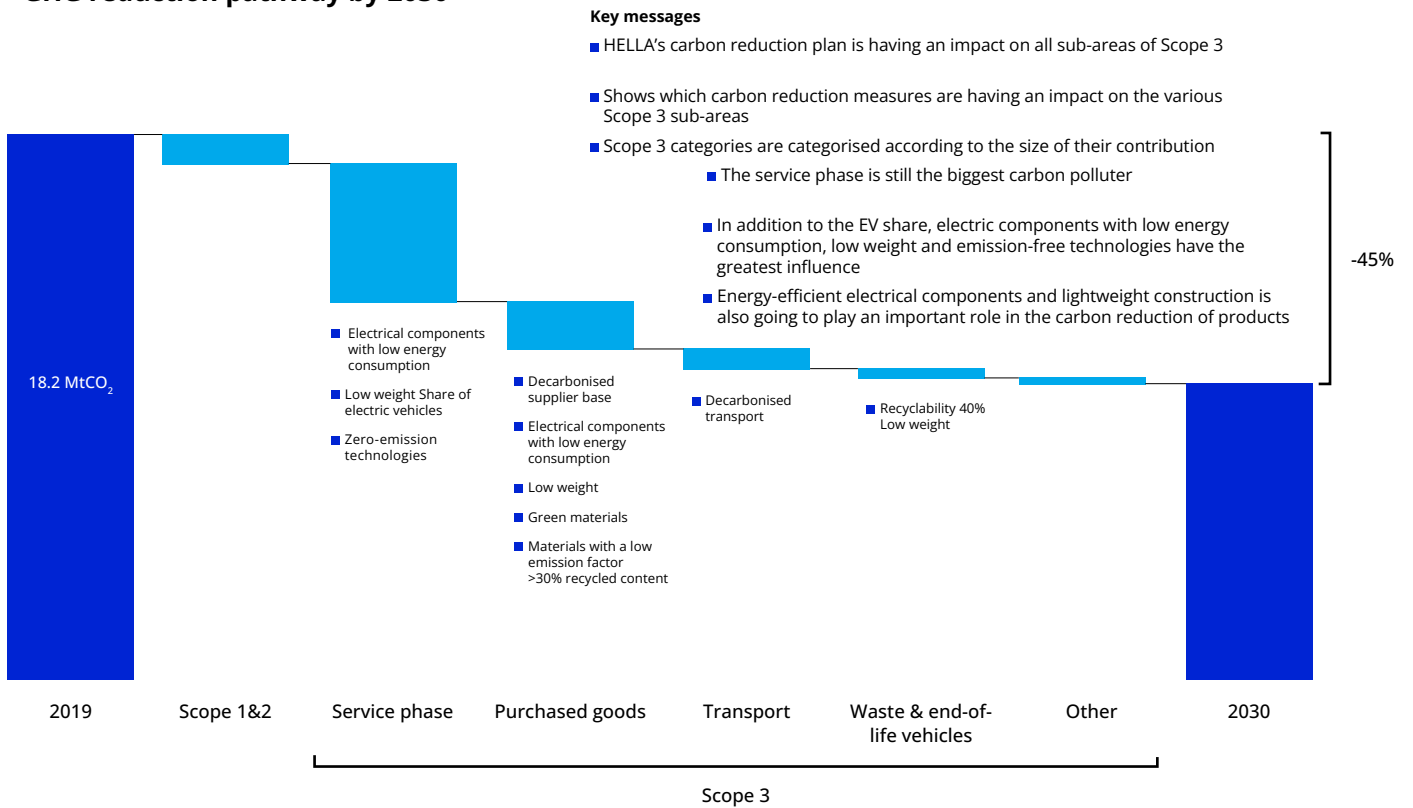 GHG reduction pathway by 2030
Key messages
HELLA's carbon reduction plan is having an impact on all sub-areas of Scope 3
Shows which carbon reduction measures are having an impact on the various
Scope 3 sub-areas
Scope 3 categories are categorised according to the size of their contribution
The service phase is still the biggest carbon polluter
In addition to the EV share, electric components with low energy
consumption, low weight and emission-free technologies have the
greatest influence
Energy-efficient electrical components and lightweight construction is
also going to play an important role in the carbon reduction of products
-45%
18.2 MtCO₂
Electrical components
with low energy
consumption
Low weight Share of
electric vehicles
Zero-emission
technologies
Decarbonised
supplier base
Electrical components
with low energy
consumption
Low weight
Green materials
Materials with a low
emission factor
>30% recycled content
Decarbonised
transport
Recyclability 40%
Low weight
2019
Scope 1&2
Service phase
Purchased goods
Transport
Waste & end-of-
life vehicles
Other
2030
Scope 3